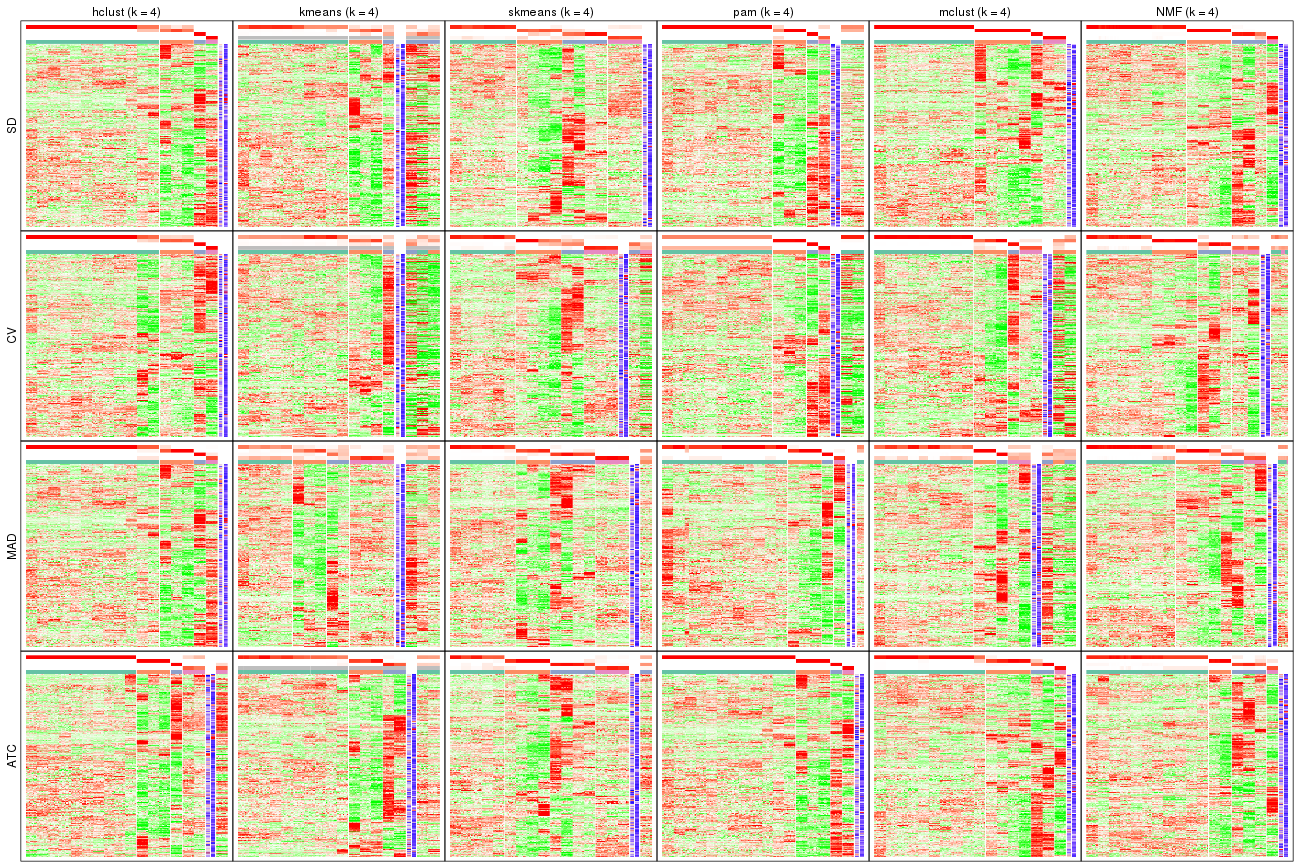 hclust (k = 4)
kmeans (k = 4)
skmeans (k = 4)
pam (k = 4)
mclust (k = 4)
NMF (k = 4)
SD
CV
MAD
ATC